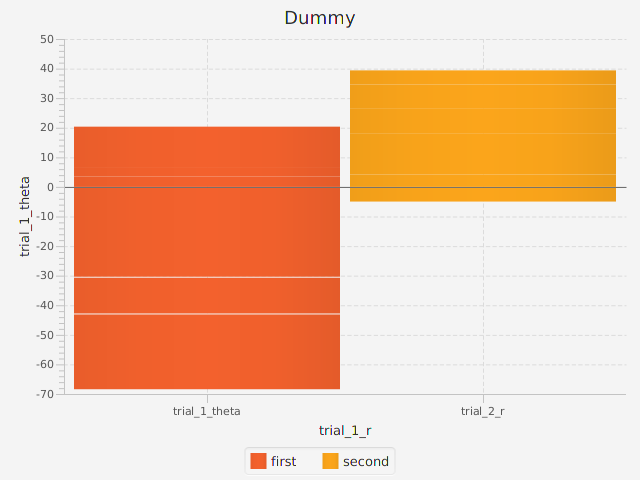 Dummy
50
40
30
20
10
0
-10
-20
-30
-40
-50
-60
-70
trial_1_theta
trial_1_theta
trial_2_r
trial_1_r
first
second